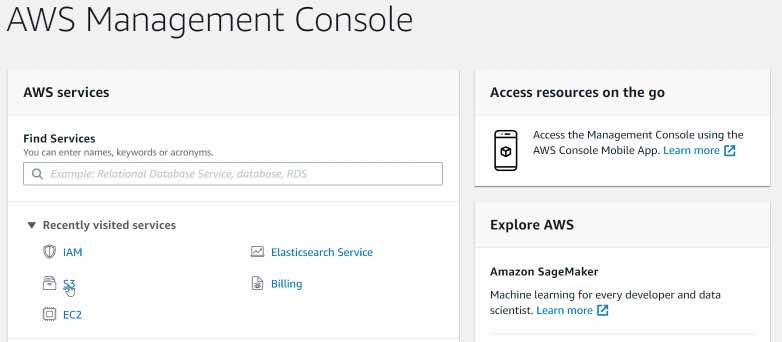 AWS Management Console
AWS services
Find Services
You can enter names, keywords or acronyms.
Example: Relational Database Service, database, RDS
Recently visited services
IAM
Elasticsearch Service
S3
Billing
EC2
Access resources on the go
Access the Management Console using the
AWS Console Mobile App. Learn more
Explore AWS
Amazon SageMaker
Machine learning for every developer and data
scientist. Learn more